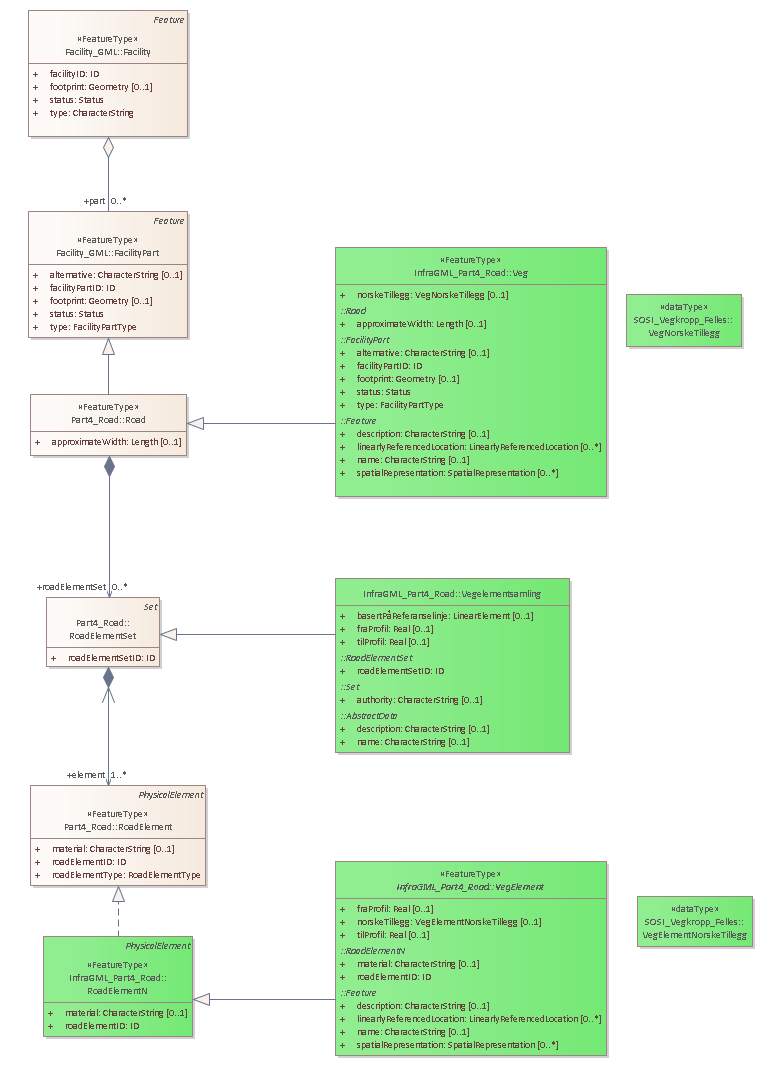 Feature
«FeatureType»
Facility_GML::Facility
+ facilityID: ID
+ footprint: Geometry [0..1]
+ status: Status
+ type: CharacterString
+part 0..*
Feature
«FeatureType»
Facility_GML::FacilityPart
+ alternative: CharacterString [0..1]
+ facilityPartID: ID
+ footprint: Geometry [0..1]
+ status: Status
+ type: FacilityPartType
«FeatureType»
InfraGML_Part4_Road::Veg
+ norskeTillegg: VegNorskeTillegg [0..1]
::Road
+ approximateWidth: Length [0..1]
::FacilityPart
+ alternative: CharacterString [0..1]
+ facilityPartID: ID
+ footprint: Geometry [0..1]
+ status: Status
+ type: FacilityPartType
::Feature
+ description: CharacterString [0..1]
+ linearlyReferencedLocation: LinearlyReferencedLocation [0..*]
+ name: CharacterString [0..1]
+ spatialRepresentation: SpatialRepresentation [0..*]
«dataType»
SOSI_Vegkropp_Felles::
VegNorskeTillegg
«FeatureType»
Part4_Road::Road
+ approximateWidth: Length [0..1]
+roadElementSet 0..*
Set
Part4_Road::
RoadElementSet
+ roadElementSetID: ID
InfraGML_Part4_Road::Vegelementsamling
+ basertPåReferanselinje: LinearElement [0..1]
+ fraProfil: Real [0..1]
+ tilProfil: Real [0..1]
::RoadElementSet
+ roadElementSetID: ID
::Set
+ authority: CharacterString [0..1]
::AbstractData
+ description: CharacterString [0..1]
+ name: CharacterString [0..1]
+element 1..*
PhysicalElement
«FeatureType»
Part4_Road::RoadElement
+ material: CharacterString [0..1]
+ roadElementID: ID
+ roadElementType: RoadElementType
PhysicalElement
«FeatureType»
InfraGML_Part4_Road::
RoadElementN
+ material: CharacterString [0..1]
+ roadElementID: ID
«FeatureType»
InfraGML_Part4_Road::VegElement
+ fraProfil: Real [0..1]
+ norskeTillegg: VegElementNorskeTillegg [0..1]
+ tilProfil: Real [0..1]
::RoadElementN
+ material: CharacterString [0..1]
+ roadElementID: ID
::Feature
+ description: CharacterString [0..1]
+ linearlyReferencedLocation: LinearlyReferencedLocation [0..*]
+ name: CharacterString [0..1]
+ spatialRepresentation: SpatialRepresentation [0..*]
«dataType»
SOSI_Vegkropp_Felles::
VegElementNorskeTillegg